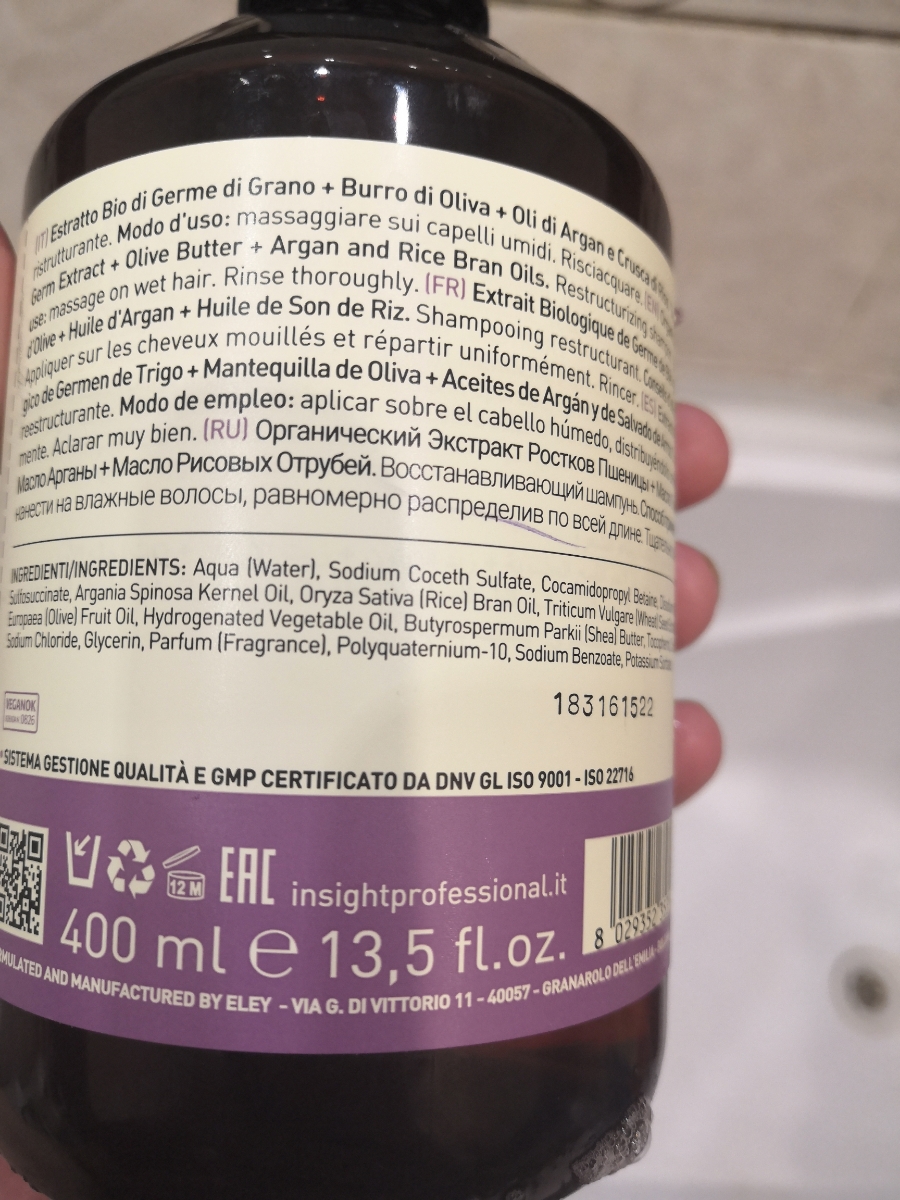 (IT) Estratto Bio di Germe di Grano + Burro di Oliva + Oli di Argan e Crusca di
ristrutturante. Modo d'uso: massaggiare sui capelli umidi. Risciacquare. (EN)
Germ Extract + Olive Butter + Argan and Rice Bran Oils. Restructuring
use: massage on wet hair. Rinse thoroughly. (FR) Extrait Biologique de Germe
d'Olive + Huile d'Argan + Huile de Son de Riz. Shampooing restructurant.
Appliquer sur les cheveux mouillés et répartir uniformément. Rincer. (ES)
gico de Germen de Trigo + Mantequilla de Oliva + Aceites de Argán y de Salvado de
reestructurante. Modo de empleo: aplicar sobre el cabello húmedo,
mente. Aclarar muy bien. (RU) Органический Экстракт Ростков Пшеницы +
Масло Арганы + Масло Рисовых Отрубей. Восстанавливающий шампунь.
нанести на влажные волосы, равномерно распределив по всей длине.
INGREDIENTI/INGREDIENTS: Aqua (Water), Sodium Coceth Sulfate, Cocamidopropyl Betaine,
Sulfosuccinate, Argania Spinosa Kernel Oil, Oryza Sativa (Rice) Bran Oil, Triticum Vulgare (Wheat)
Europaea (Olive) Fruit Oil, Hydrogenated Vegetable Oil, Butyrospermum Parkii (Shea) Butter,
Sodium Chloride, Glycerin, Parfum (Fragrance), Polyquaternium-10, Sodium Benzoate, Potassium
183161522
VEGANOK
SISTEMA GESTIONE QUALITÀ E GMP CERTIFICATO DA DNV GL ISO 9001 - ISO 22716
12 M EAC insightprofessional.it
400 ml e 13,5 fl.oz.
8 029352
AND MANUFACTURED BY ELEY - VIA G. DI VITTORIO 11 - 40057 - GRANAROLO DELL'EMILIA